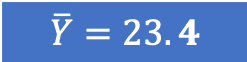 Ȳ = 23.4